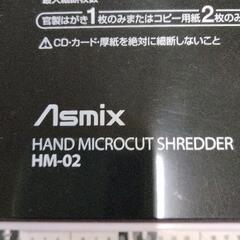 官製はがき1枚のみまたはコピー用紙2枚の
⚠CD・カード・厚紙を絶対に細断しないこと
Asmix
HAND MICROCUT SHREDDER
HM-02